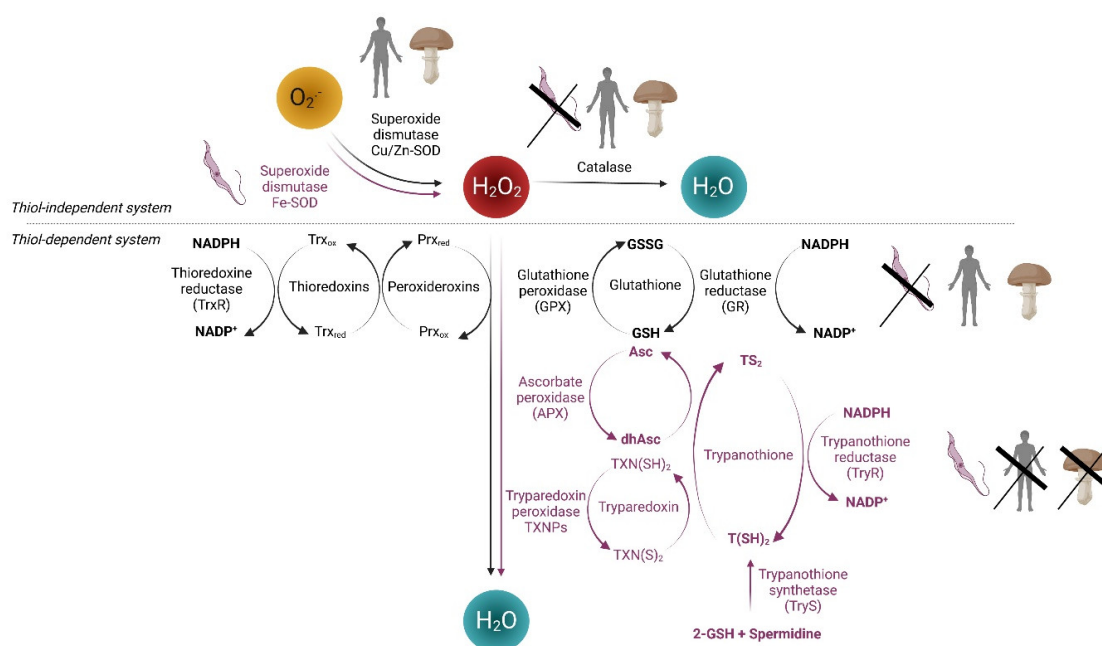 O₂·⁻
Superoxide
dismutase
Cu/Zn-SOD
Superoxide
dismutase
Fe-SOD
H₂O₂
Catalase
H₂O
Thiol-independent system
Thiol-dependent system
NADPH
Thioredoxine
reductase
(TrxR)
NADP⁺
Trxox
Thioredoxins
Trxred
Prxred
Peroxideroxins
Prxox
GSSG
Glutathione
peroxidase
(GPX)
Glutathione
GSH
Glutathione
reductase
(GR)
NADPH
NADP⁺
Asc
Ascorbate
peroxidase
(APX)
dhAsc
TXN(SH)₂
Tryparedoxin
peroxidase
TXNPs
Tryparedoxin
TXN(S)₂
TS₂
Trypanothione
T(SH)₂
NADPH
Trypanothione
reductase
(TryR)
NADP⁺
Trypanothione
synthetase
(TryS)
2-GSH + Spermidine
H₂O